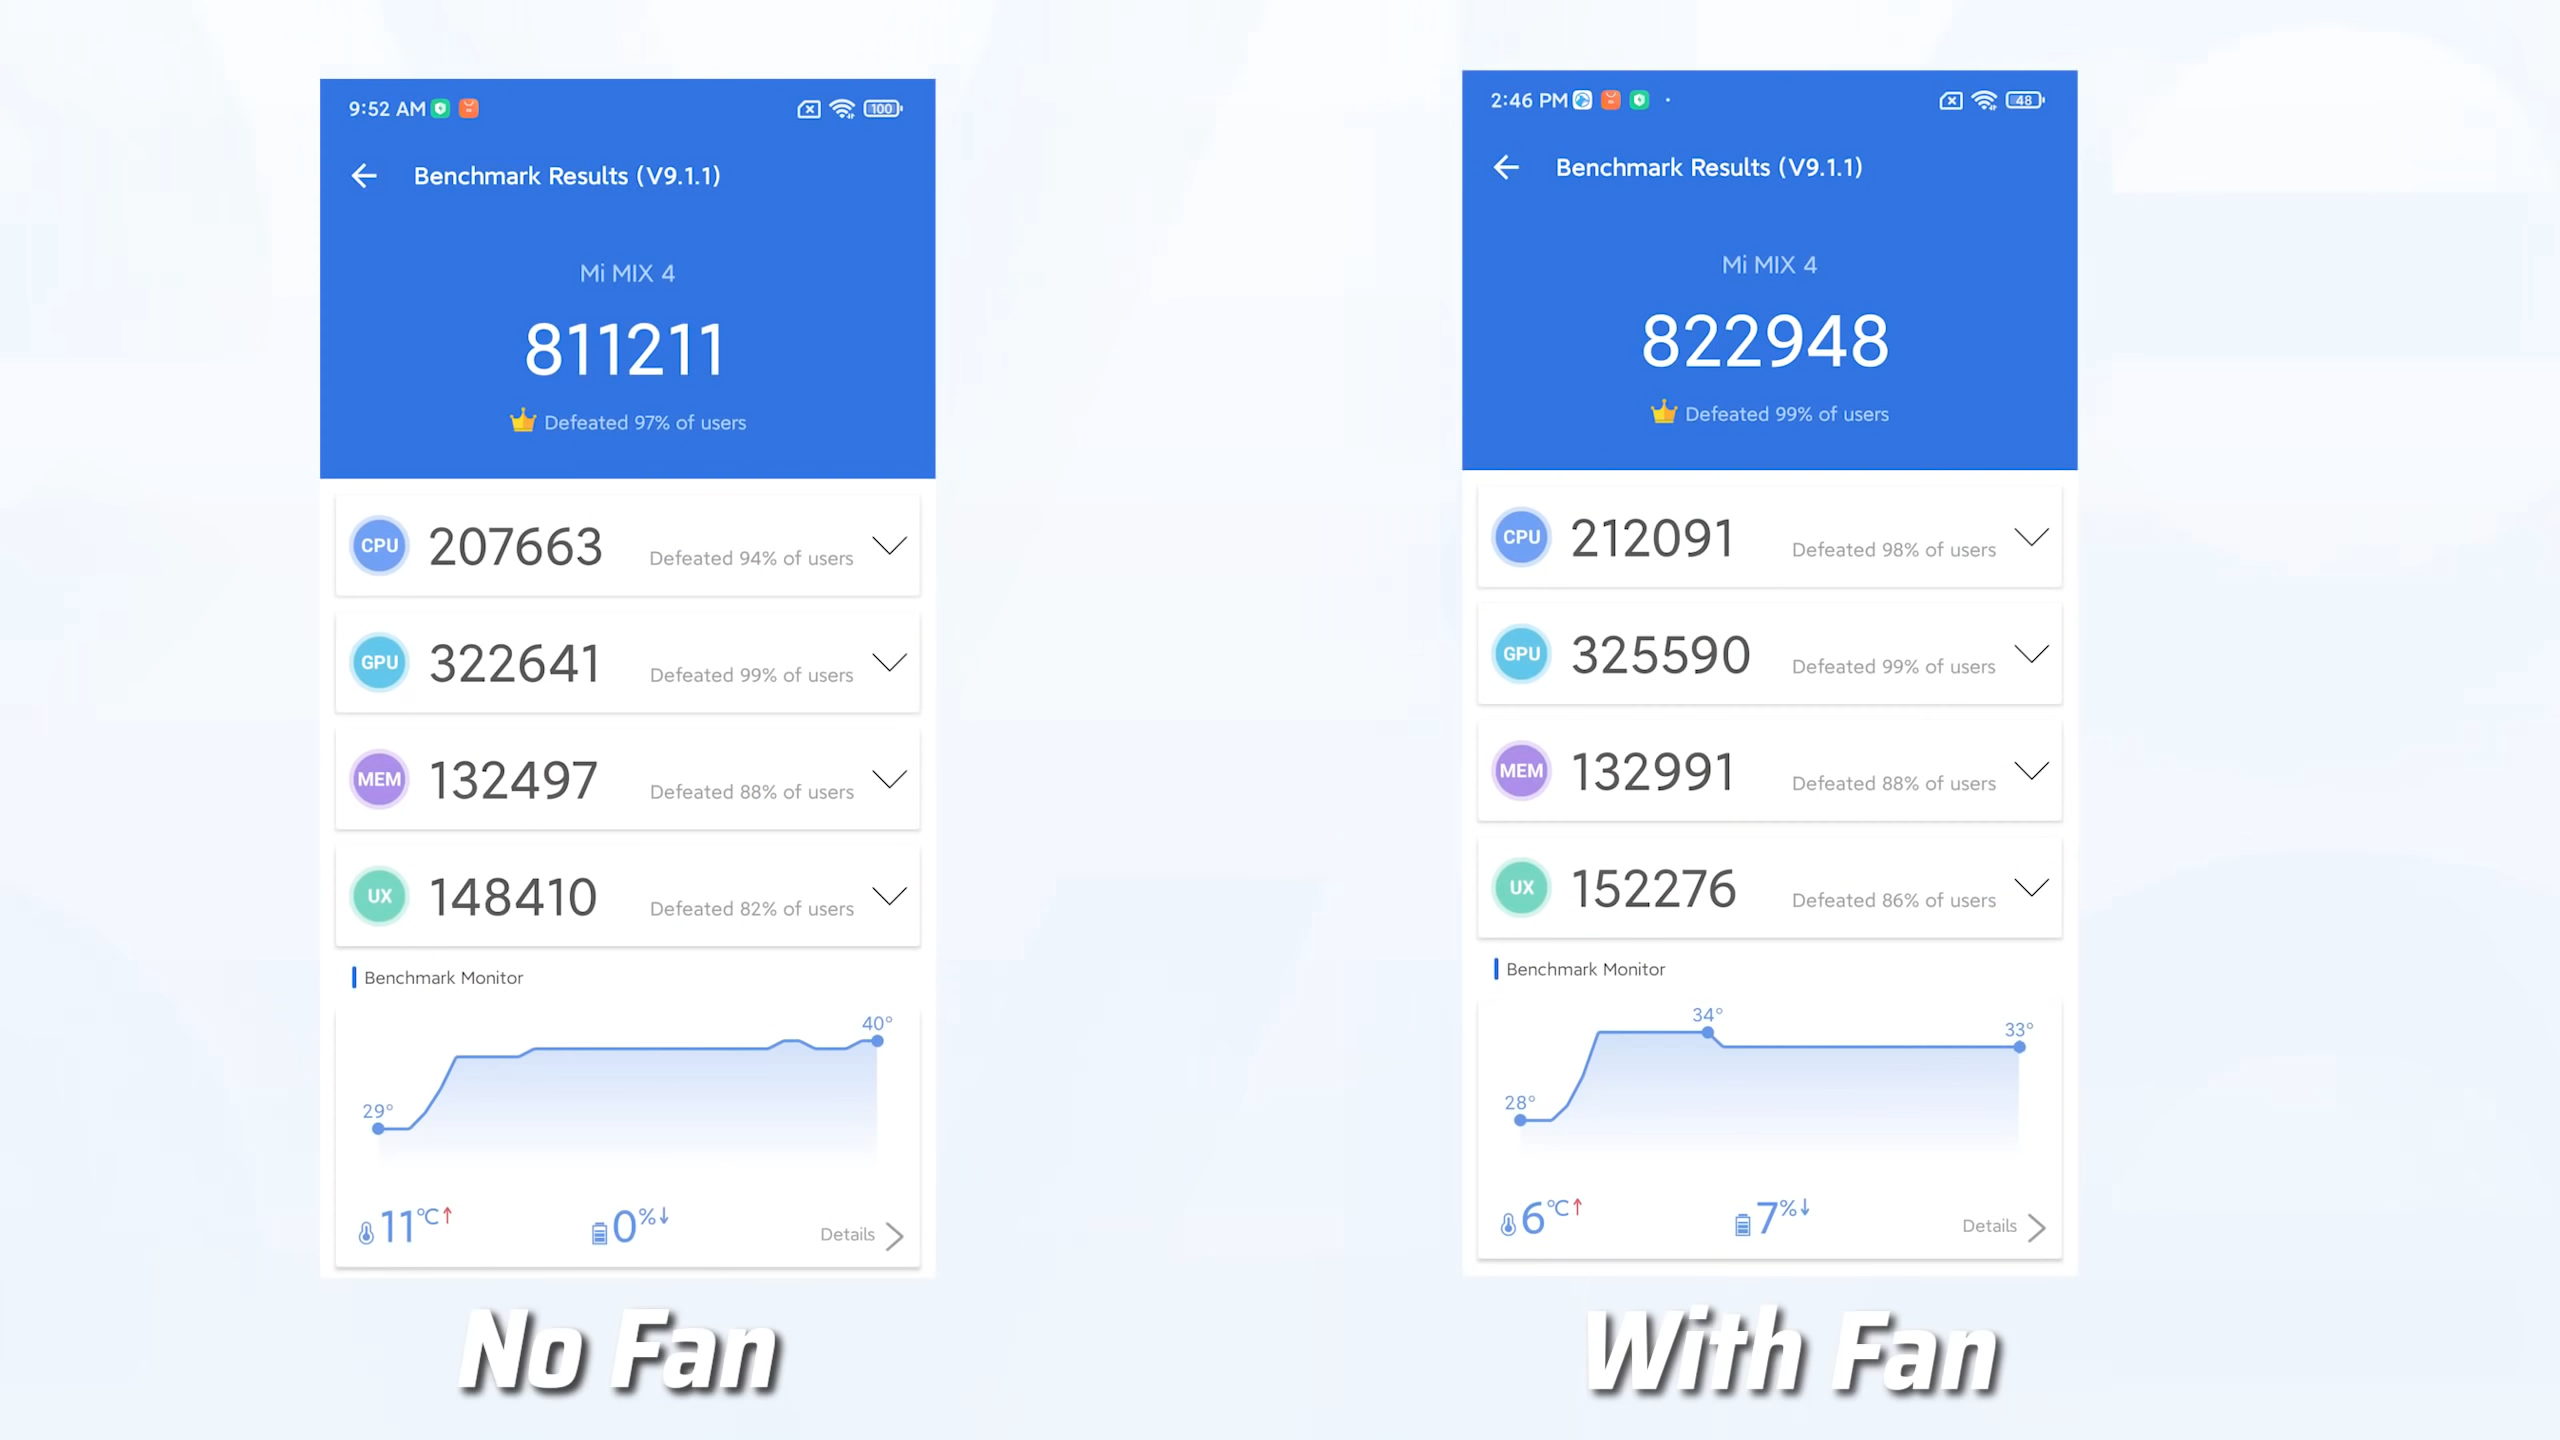 9:52 AM
100
Benchmark Results (V9.1.1)
Mi MIX 4
811211
Defeated 97% of users
CPU 207663 Defeated 94% of users
GPU 322641 Defeated 99% of users
MEM 132497 Defeated 88% of users
UX 148410 Defeated 82% of users
Benchmark Monitor
40°
29°
11℃↑ 0%↓ Details
No Fan
2:46 PM
48
Benchmark Results (V9.1.1)
Mi MIX 4
822948
Defeated 99% of users
CPU 212091 Defeated 98% of users
GPU 325590 Defeated 99% of users
MEM 132991 Defeated 88% of users
UX 152276 Defeated 86% of users
Benchmark Monitor
34°
33°
28°
6℃↑ 7%↓ Details
With Fan